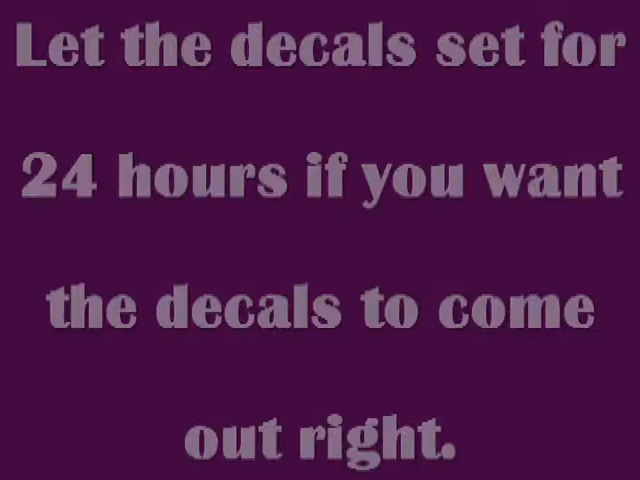 Let the decals set for
24 hours if you want
the decals to come
out right.